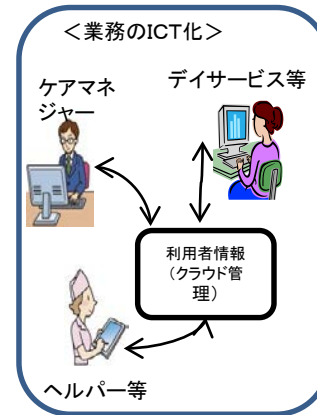 ＜業務のICT化＞
デイサービス等
ケアマネ
ジャー
利用者情報
（クラウド管
理）
ヘルパー等